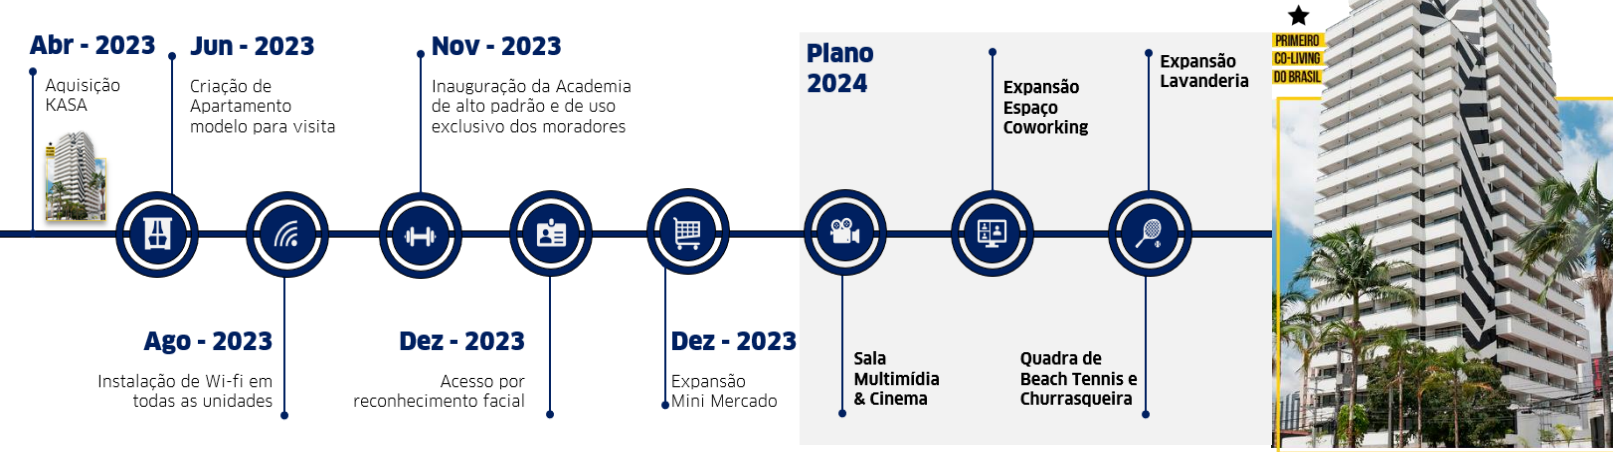 Abr - 2023
Aquisição
KASA
Jun - 2023
Criação de
Apartamento
modelo para visita
Ago - 2023
Instalação de Wi-fi em
todas as unidades
Nov - 2023
Inauguração da Academia
de alto padrão e de uso
exclusivo dos moradores
Dez - 2023
Acesso por
reconhecimento facial
Dez - 2023
Expansão
Mini Mercado
Plano
2024
Sala
Multimídia
& Cinema
Expansão
Espaço
Coworking
Quadra de
Beach Tennis e
Churrasqueira
Expansão
Lavanderia
PRIMEIRO
CO-LIVING
DO BRASIL